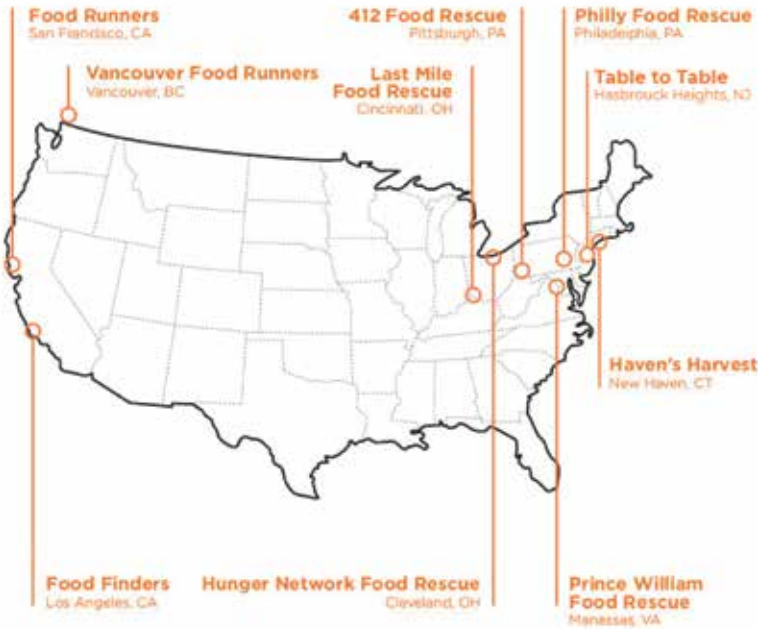 Food Runners
San Francisco, CA
412 Food Rescue
Pittsburgh, PA
Philly Food Rescue
Philadelphia, PA
Vancouver Food Runners
Vancouver, BC
Last Mile
Food Rescue
Cincinnati, OH
Table to Table
Hasbrouck Heights, NJ
Haven's Harvest
New Haven, CT
Food Finders
Los Angeles, CA
Hunger Network Food Rescue
Cleveland, OH
Prince William
Food Rescue
Manassas, VA